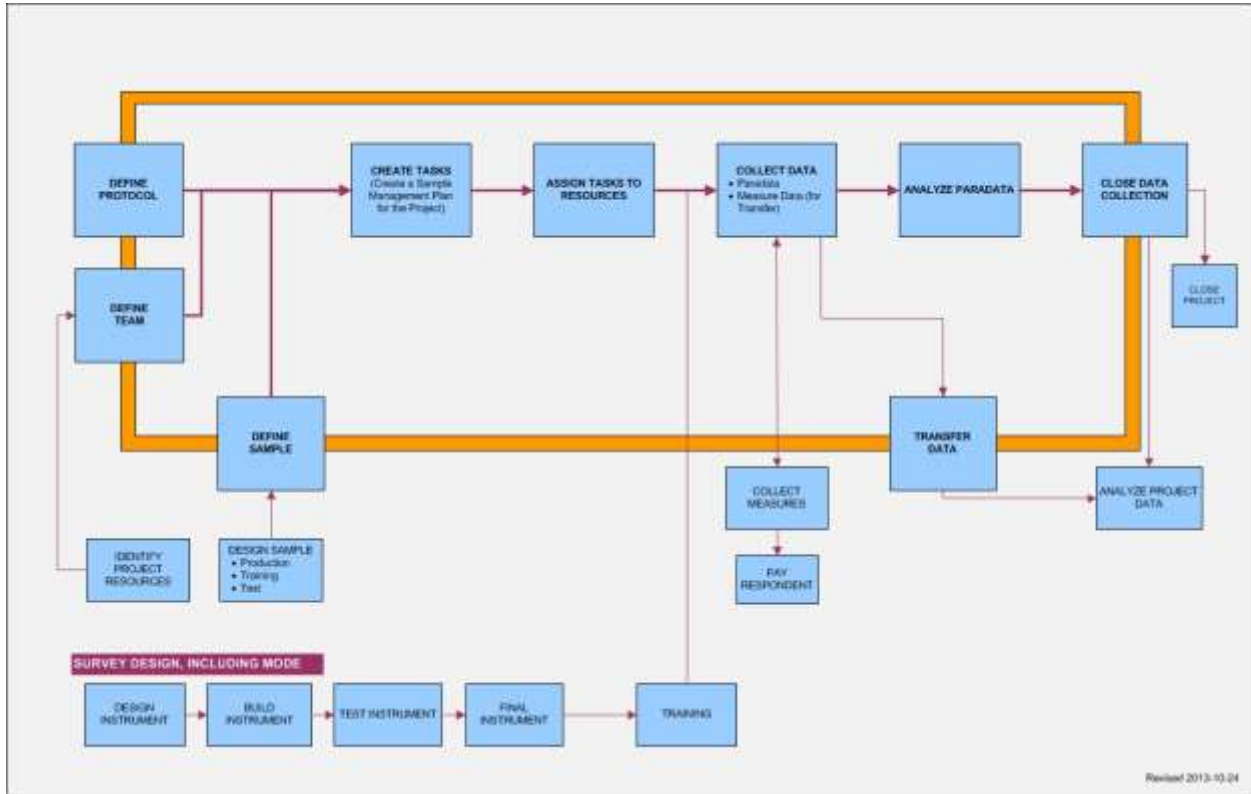 DEFINE
PROTOCOL
CREATE TASKS
(Create a Sample
Management Plan
for the Project)
ASSIGN TASKS TO
RESOURCES
COLLECT DATA
• Paradata
• Measure Data (for
Transfer)
ANALYZE PARADATA
CLOSE DATA
COLLECTION
DEFINE
TEAM
CLOSE
PROJECT
DEFINE
SAMPLE
TRANSFER
DATA
COLLECT
MEASURES
ANALYZE PROJECT
DATA
IDENTIFY
PROJECT
RESOURCES
DESIGN SAMPLE
• Production
• Training
• Test
PAY
RESPONDENT
SURVEY DESIGN, INCLUDING MODE
DESIGN
INSTRUMENT
BUILD
INSTRUMENT
TEST INSTRUMENT
FINAL
INSTRUMENT
TRAINING
Revised 2013-10-24